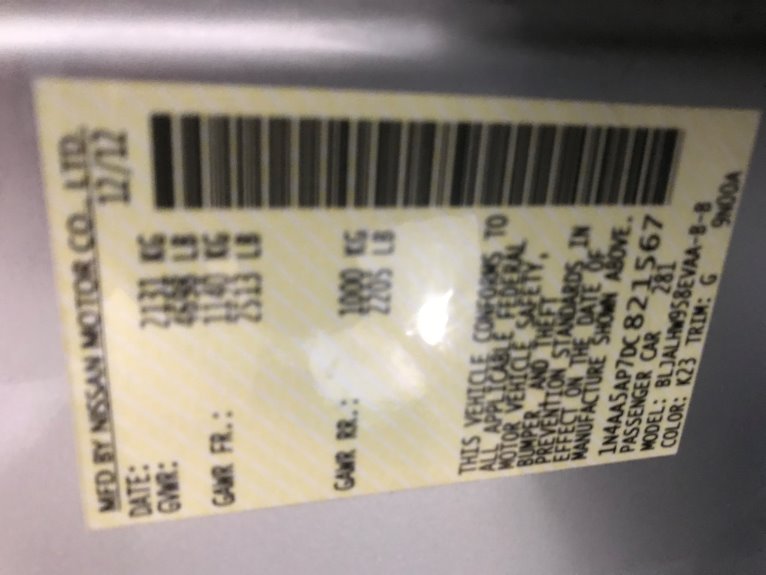 MFD BY NISSAN MOTOR CO., LTD.
DATE: 12/12
GVWR: 2131 KG
4698 LB
GAWR FR.: 1140 KG
2513 LB
GAWR RR.: 1000 KG
2205 LB
THIS VEHICLE CONFORMS TO
ALL APPLICABLE FEDERAL
MOTOR VEHICLE SAFETY,
BUMPER, AND THEFT
PREVENTION STANDARDS IN
EFFECT ON THE DATE OF
MANUFACTURE SHOWN ABOVE.
1N4AA5AP7DC821567
PASSENGER CAR 281
MODEL: BLJALHW958EVAA-B-B
COLOR: K23 TRIM: G 9N00A